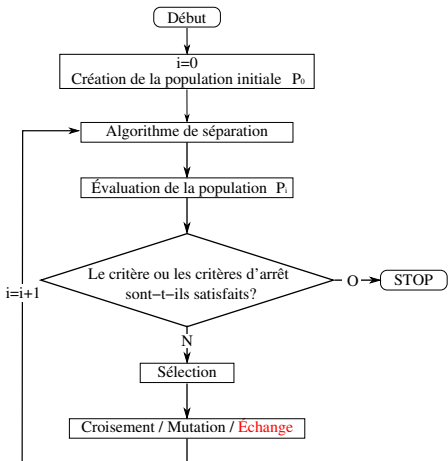 Début
i=0
Création de la population initiale P₀
Algorithme de séparation
Évaluation de la population Pᵢ
Le critère ou les critères d'arrêt
sont−t−ils satisfaits?
O
STOP
i=i+1
N
Sélection
Croisement / Mutation / Échange